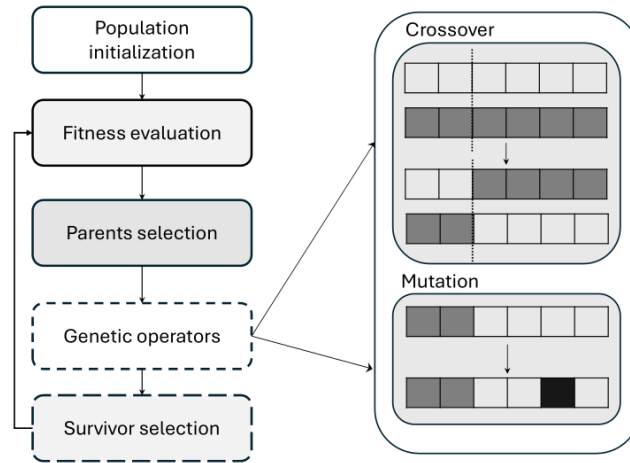 Population
initialization
Fitness evaluation
Parents selection
Genetic operators
Survivor selection
Crossover
Mutation